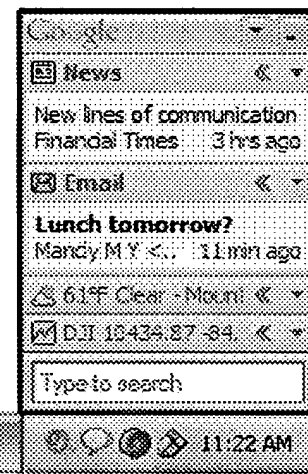 Google
News
New lines of communication
Financial Times 3 hrs ago
Email
Lunch tomorrow?
Mandy M Y <.. 11 min ago
61°F Clear - Mount
DJI 10434.87 -84.
Type to search
11:22 AM